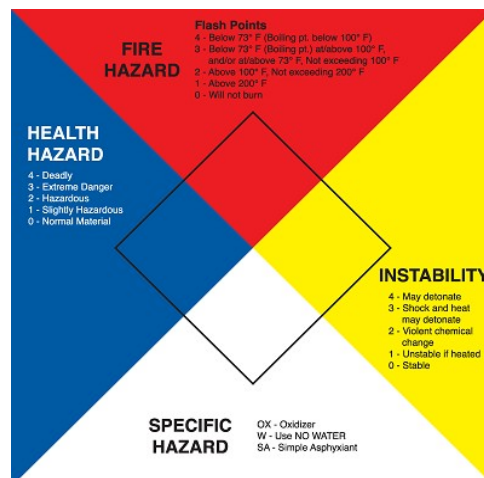 FIRE
HAZARD
Flash Points
4 - Below 73° F (Boiling pt. below 100° F)
3 - Below 73° F (Boiling pt.) at/above 100° F,
and/or at/above 73° F, Not exceeding 100° F
2 - Above 100° F, Not exceeding 200° F
1 - Above 200° F
0 - Will not burn
HEALTH
HAZARD
4 - Deadly
3 - Extreme Danger
2 - Hazardous
1 - Slightly Hazardous
0 - Normal Material
INSTABILITY
4 - May detonate
3 - Shock and heat
may detonate
2 - Violent chemical
change
1 - Unstable if heated
0 - Stable
SPECIFIC
HAZARD
OX - Oxidizer
W - Use NO WATER
SA - Simple Asphyxiant